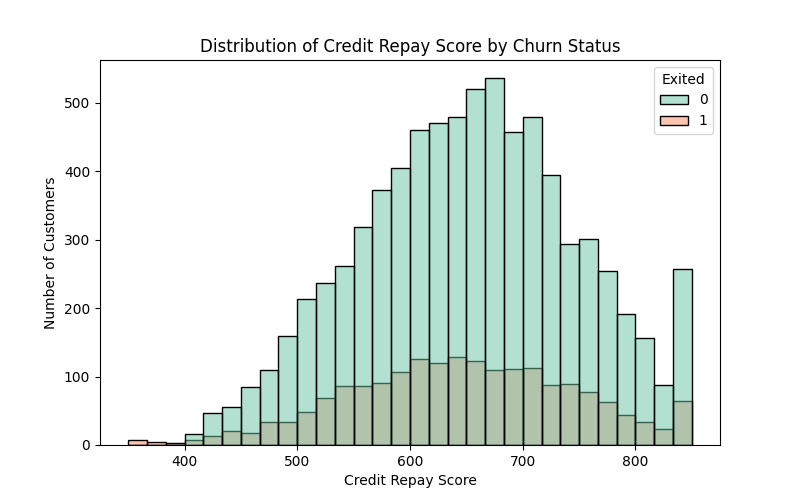 Distribution of Credit Repay Score by Churn Status
Exited
0
1
Number of Customers
500
400
300
200
100
0
400 500 600 700 800
Credit Repay Score